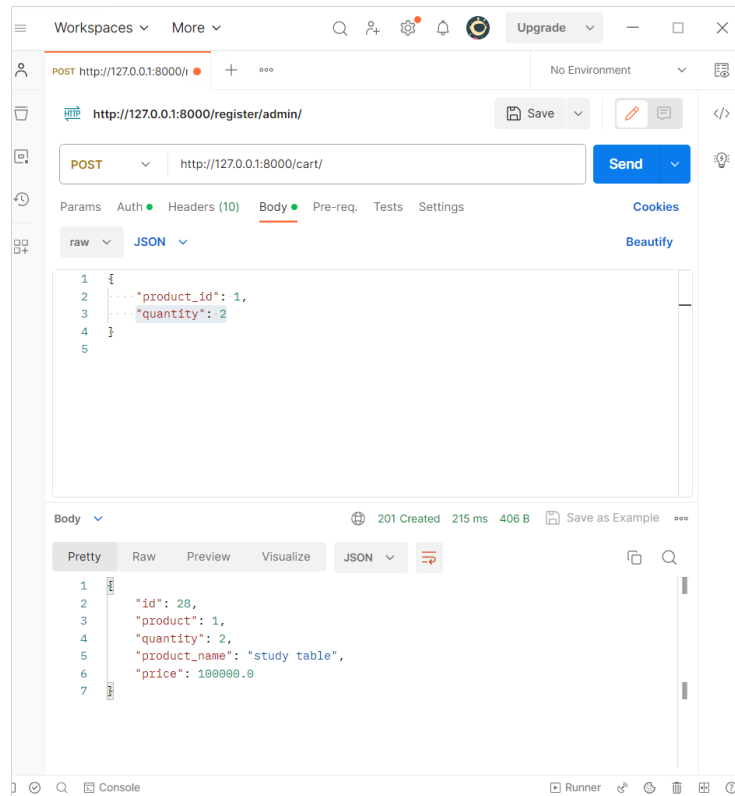 Workspaces More Upgrade
POST http://127.0.0.1:8000/r No Environment
HTTP http://127.0.0.1:8000/register/admin/ Save
POST http://127.0.0.1:8000/cart/ Send
Params Auth Headers (10) Body Pre-req. Tests Settings Cookies
raw JSON Beautify
1 {
2 "product_id": 1,
3 "quantity": 2
4 }
5
Body 201 Created 215 ms 406 B Save as Example
Pretty Raw Preview Visualize JSON
1 {
2 "id": 28,
3 "product": 1,
4 "quantity": 2,
5 "product_name": "study table",
6 "price": 100000.0
7 }
Console Runner